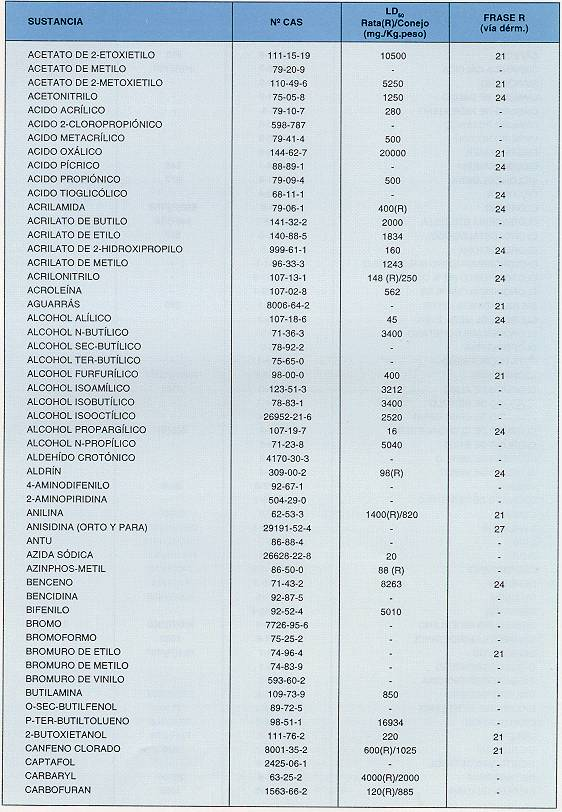 SUSTANCIA Nº CAS LD50 Rata(R)/Conejo (mg./Kg.peso) FRASE R (vía dérm.)
ACETATO DE 2-ETOXIETILO 111-15-19 10500 21
ACETATO DE METILO 79-20-9 - -
ACETATO DE 2-METOXIETILO 110-49-6 5250 21
ACETONITRILO 75-05-8 1250 24
ACIDO ACRÍLICO 79-10-7 280 -
ACIDO 2-CLOROPROPIÓNICO 598-787 - -
ACIDO METACRÍLICO 79-41-4 500 -
ACIDO OXÁLICO 144-62-7 20000 21
ACIDO PÍCRICO 88-89-1 - 24
ACIDO PROPIÓNICO 79-09-4 500 -
ACIDO TIOGLICÓLICO 68-11-1 - 24
ACRILAMIDA 79-06-1 400(R) 24
ACRILATO DE BUTILO 141-32-2 2000 -
ACRILATO DE ETILO 140-88-5 1834 -
ACRILATO DE 2-HIDROXIPROPILO 999-61-1 160 24
ACRILATO DE METILO 96-33-3 1243 -
ACRILONITRILO 107-13-1 148 (R)/250 24
ACROLEÍNA 107-02-8 562 -
AGUARRÁS 8006-64-2 - 21
ALCOHOL ALÍLICO 107-18-6 45 24
ALCOHOL N-BUTÍLICO 71-36-3 3400 -
ALCOHOL SEC-BUTÍLICO 78-92-2 - -
ALCOHOL TER-BUTÍLICO 75-65-0 - -
ALCOHOL FURFURÍLICO 98-00-0 400 21
ALCOHOL ISOAMÍLICO 123-51-3 3212 -
ALCOHOL ISOBUTÍLICO 78-83-1 3400 -
ALCOHOL ISOOCTÍLICO 26952-21-6 2520 -
ALCOHOL PROPARGÍLICO 107-19-7 16 24
ALCOHOL N-PROPÍLICO 71-23-8 5040 -
ALDEHÍDO CROTÓNICO 4170-30-3 - -
ALDRÍN 309-00-2 98(R) 24
4-AMINODIFENILO 92-67-1 - -
2-AMINOPIRIDINA 504-29-0 - -
ANILINA 62-53-3 1400(R)/820 21
ANISIDINA (ORTO Y PARA) 29191-52-4 - 27
ANTU 86-88-4 - -
AZIDA SÓDICA 26628-22-8 20 -
AZINPHOS-METIL 86-50-0 88 (R) -
BENCENO 71-43-2 8263 24
BENCIDINA 92-87-5 - -
BIFENILO 92-52-4 5010 -
BROMO 7726-95-6 - -
BROMOFORMO 75-25-2 - -
BROMURO DE ETILO 74-96-4 - 21
BROMURO DE METILO 74-83-9 - -
BROMURO DE VINILO 593-60-2 - -
BUTILAMINA 109-73-9 850 -
O-SEC-BUTILFENOL 89-72-5 - -
P-TER-BUTILTOLUENO 98-51-1 16934 -
2-BUTOXIETANOL 111-76-2 220 21
CANFENO CLORADO 8001-35-2 600(R)/1025 21
CAPTAFOL 2425-06-1 - -
CARBARYL 63-25-2 4000(R)/2000 -
CARBOFURAN 1563-66-2 120(R)/885 -